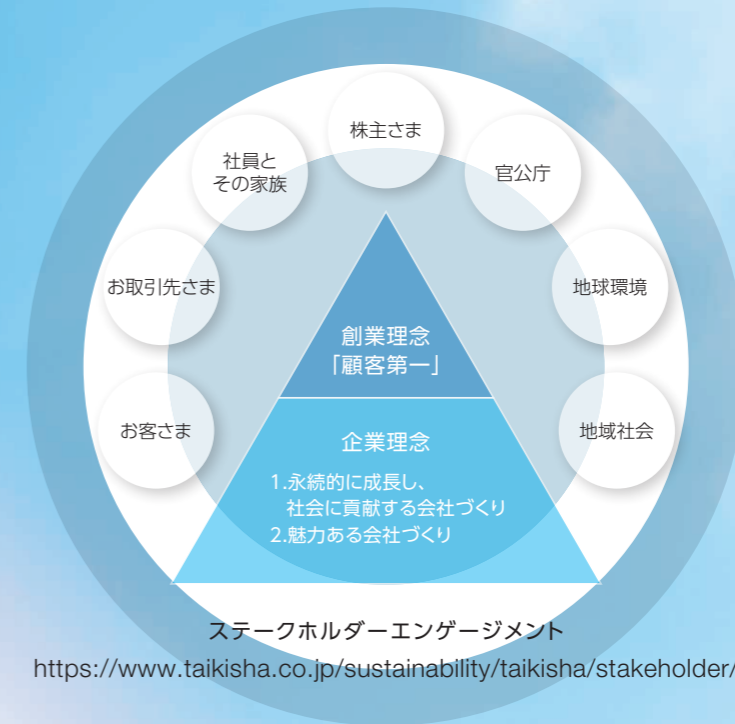 株主さま
社員と
その家族
官公庁
お取引先さま
地球環境
お客さま
地域社会
創業理念
「顧客第一」
企業理念
1.永続的に成長し、
社会に貢献する会社づくり
2.魅力ある会社づくり
ステークホルダーエンゲージメント
https://www.taikisha.co.jp/sustainability/taikisha/stakeholder/